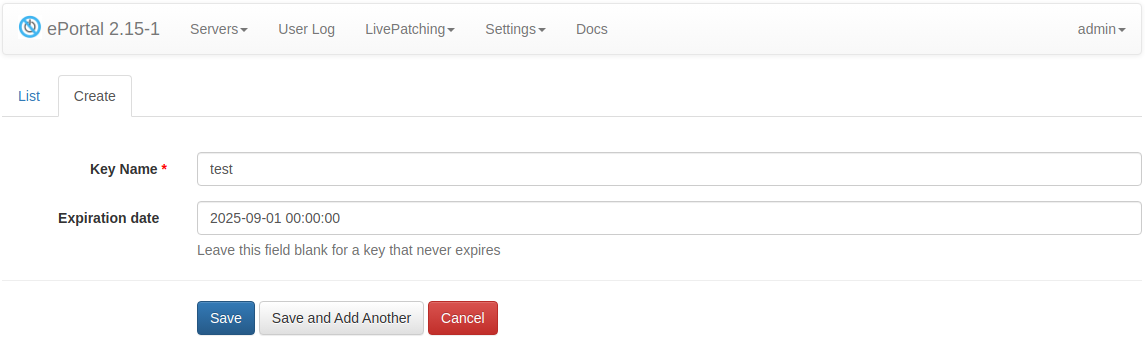 ePortal 2.15-1 Servers User Log LivePatching Settings Docs admin
List Create
Key Name * test
Expiration date 2025-09-01 00:00:00
Leave this field blank for a key that never expires
Save Save and Add Another Cancel